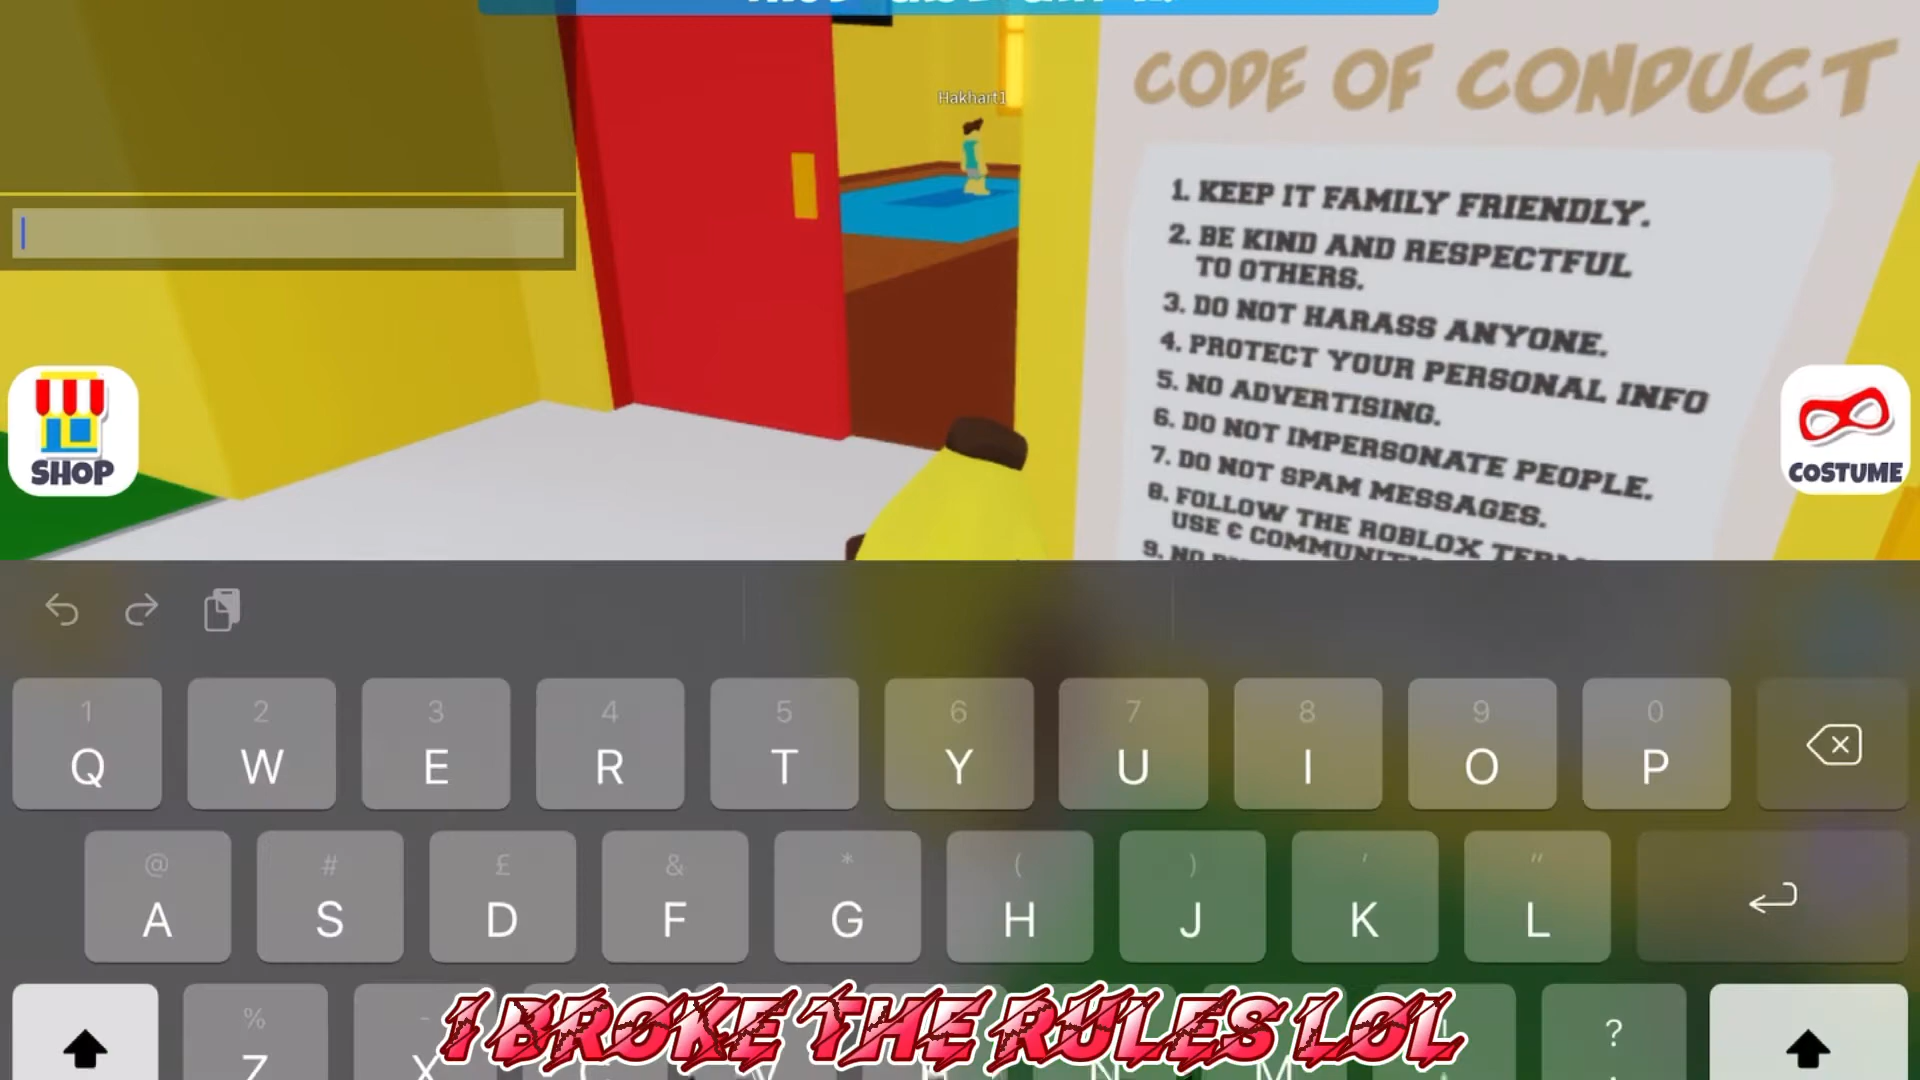 Hakhart1
CODE OF CONDUCT
1. KEEP IT FAMILY FRIENDLY.
2. BE KIND AND RESPECTFUL
TO OTHERS.
3. DO NOT HARASS ANYONE.
4. PROTECT YOUR PERSONAL INFO
5. NO ADVERTISING.
6. DO NOT IMPERSONATE PEOPLE.
7. DO NOT SPAM MESSAGES.
8. FOLLOW THE ROBLOX
USE &
9. NO
SHOP
COSTUME
1 2 3 4 5 6 7 8 9 0
Q W E R T Y U I O P
@ # £ & * ( ) ' "
A S D F G H J K L
% - ?
Z X
I BROKE THE RULES LOL